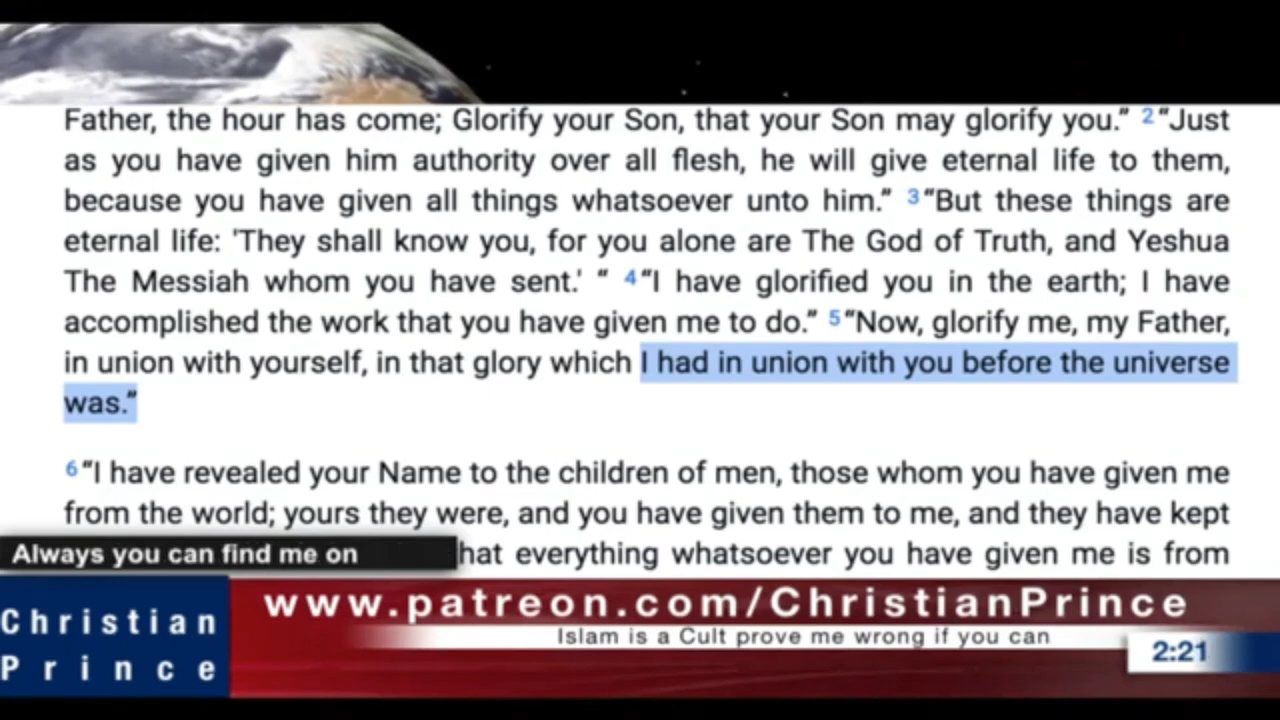 Father, the hour has come; Glorify your Son, that your Son may glorify you.” 2 “Just
as you have given him authority over all flesh, he will give eternal life to them,
because you have given all things whatsoever unto him.” 3 “But these things are
eternal life: 'They shall know you, for you alone are The God of Truth, and Yeshua
The Messiah whom you have sent.' “ 4 “I have glorified you in the earth; I have
accomplished the work that you have given me to do.” 5 “Now, glorify me, my Father,
in union with yourself, in that glory which I had in union with you before the universe
was.”
6 “I have revealed your Name to the children of men, those whom you have given me
from the world; yours they were, and you have given them to me, and they have kept
hat everything whatsoever you have given me is from
Always you can find me on
Christian
Prince
www.patreon.com/ChristianPrince
Islam is a Cult prove me wrong if you can
2:21